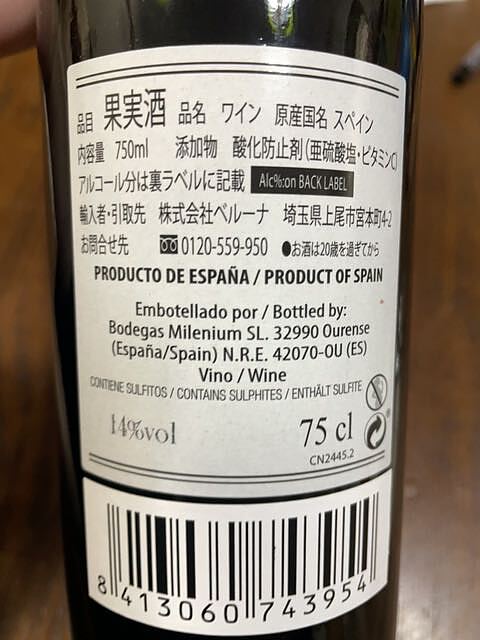 品目 果実酒 品名 ワイン 原産国名 スペイン
内容量 750ml 添加物 酸化防止剤(亜硫酸塩・ビタミンC)
アルコール分は裏ラベルに記載 Alc%:on BACK LABEL
輸入者・引取先 株式会社ベルーナ 埼玉県上尾市宮本町4-2
お問合せ先 0120-559-950 ●お酒は20歳を過ぎてから
PRODUCTO DE ESPAÑA / PRODUCT OF SPAIN
Embotellado por / Bottled by:
Bodegas Milenium SL. 32990 Ourense
(España/Spain) N.R.E. 42070-OU (ES)
Vino / Wine
CONTIENE SULFITOS / CONTAINS SULPHITES / ENTHÄLT SULFITE
14%vol 75 cl
CN2445.2
8 413060 743954